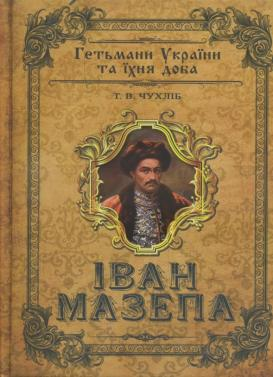 Гетьмани України
та їхня доба
Т. В. ЧУХЛІБ
ІВАН
МАЗЕПА